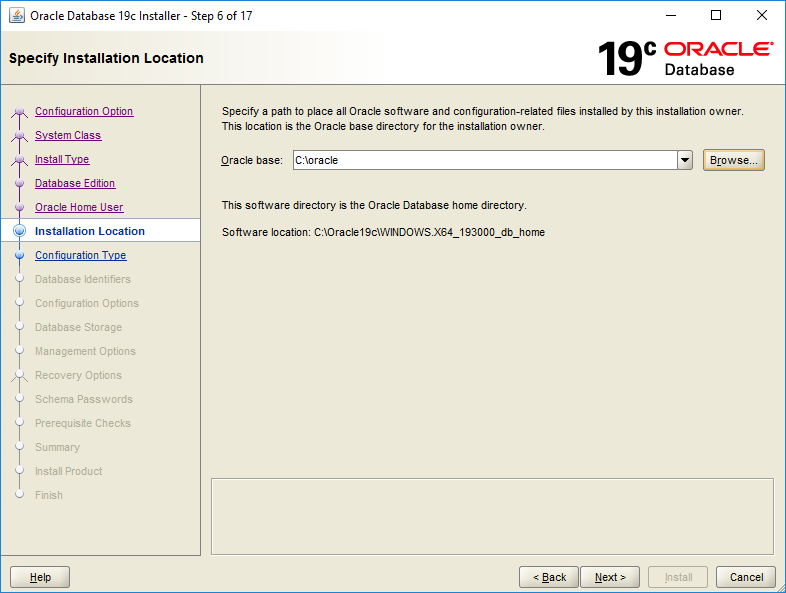 Oracle Database 19c Installer - Step 6 of 17
Specify Installation Location
19c ORACLE
Database
Configuration Option
System Class
Install Type
Database Edition
Oracle Home User
Installation Location
Configuration Type
Database Identifiers
Configuration Options
Database Storage
Management Options
Recovery Options
Schema Passwords
Prerequisite Checks
Summary
Install Product
Finish
Specify a path to place all Oracle software and configuration-related files installed by this installation owner.
This location is the Oracle base directory for the installation owner.
Oracle base: C:\oracle Browse...
This software directory is the Oracle Database home directory.
Software location: C:\Oracle19c\WINDOWS.X64_193000_db_home
Help < Back Next > Install Cancel